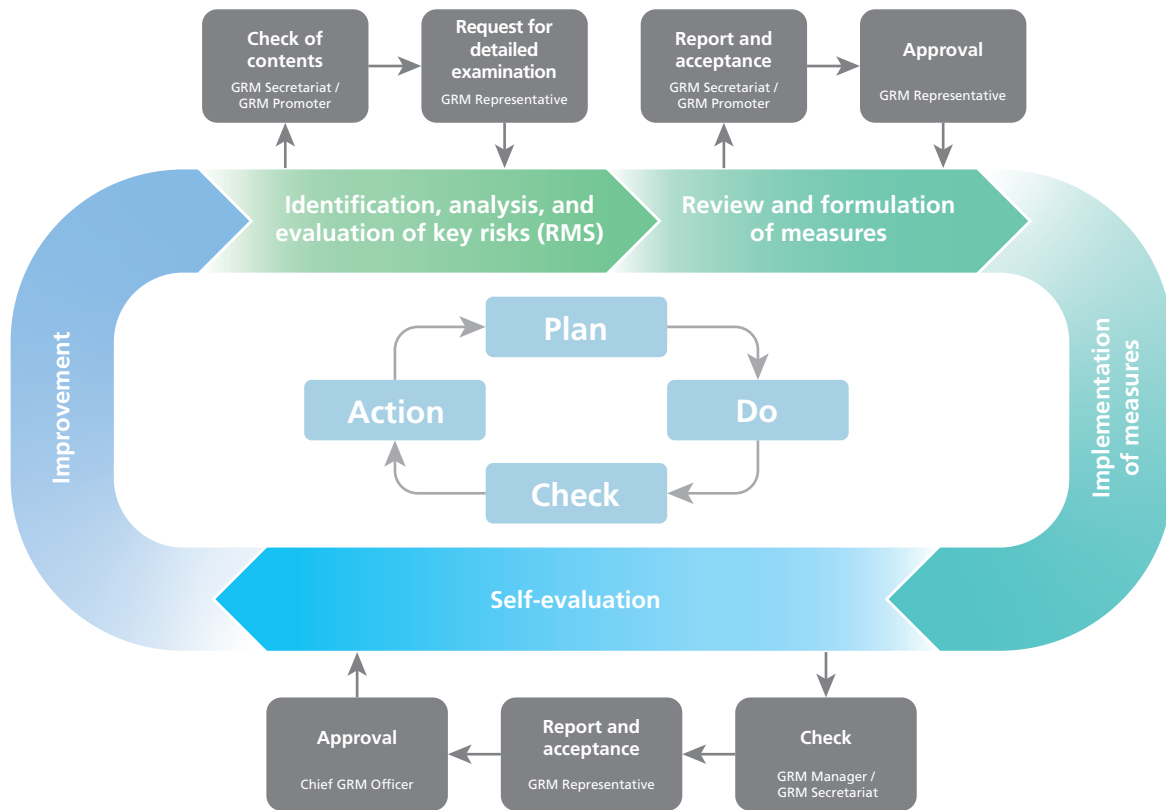 Check of
contents
GRM Secretariat /
GRM Promoter
Request for
detailed
examination
GRM Representative
Report and
acceptance
GRM Secretariat /
GRM Promoter
Approval
GRM Representative
Identification, analysis, and
evaluation of key risks (RMS)
Review and formulation
of measures
Improvement
Plan
Action
Do
Check
Implementation
of measures
Self-evaluation
Approval
Chief GRM Officer
Report and
acceptance
GRM Representative
Check
GRM Manager /
GRM Secretariat